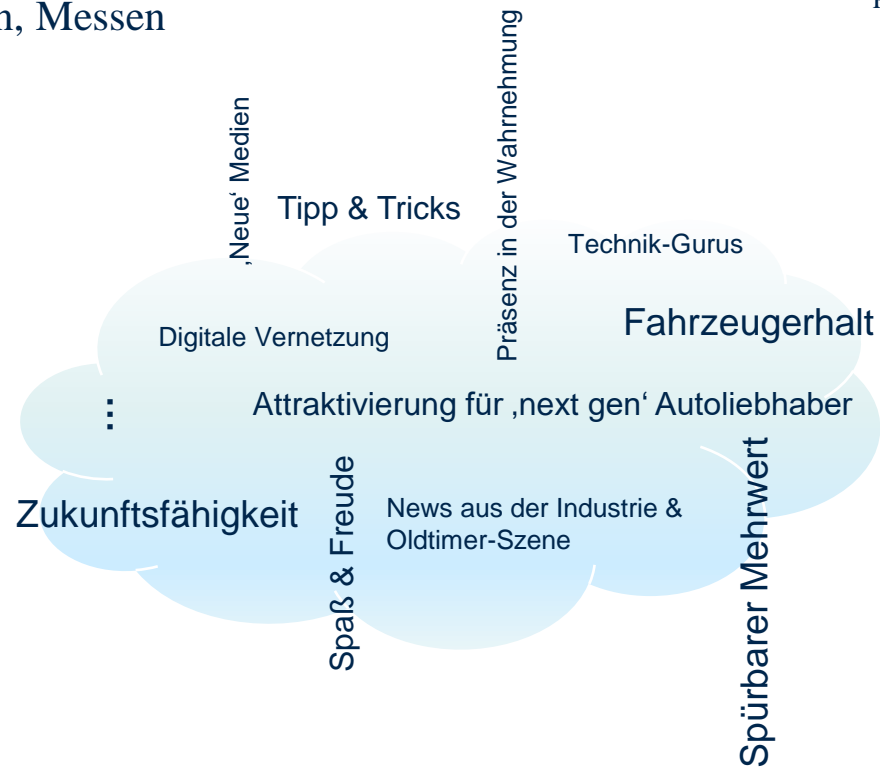 , Messen
‚Neue‘ Medien
Präsenz in der Wahrnehmung
Tipp & Tricks
Technik-Gurus
Fahrzeugerhalt
Digitale Vernetzung
...
Attraktivierung für ‚next gen‘ Autoliebhaber
Zukunftsfähigkeit
Spaß & Freude
News aus der Industrie &
Oldtimer-Szene
Spürbarer Mehrwert